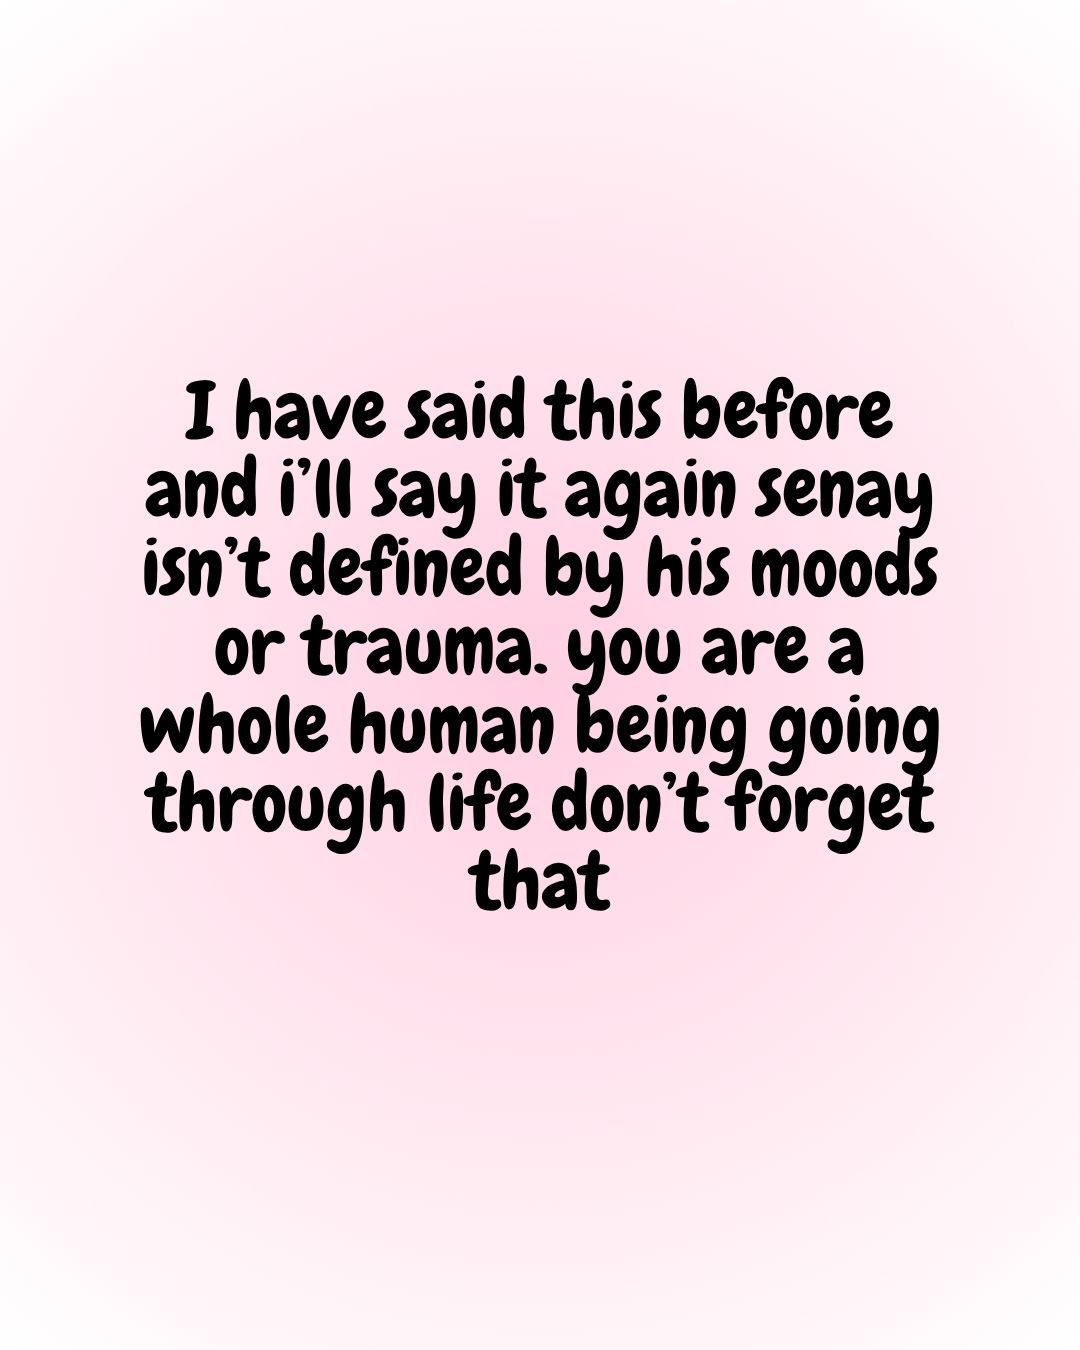 I have said this before
and i’ll say it again senay
isn’t defined by his moods
or trauma. you are a
whole human being going
through life don’t forget
that